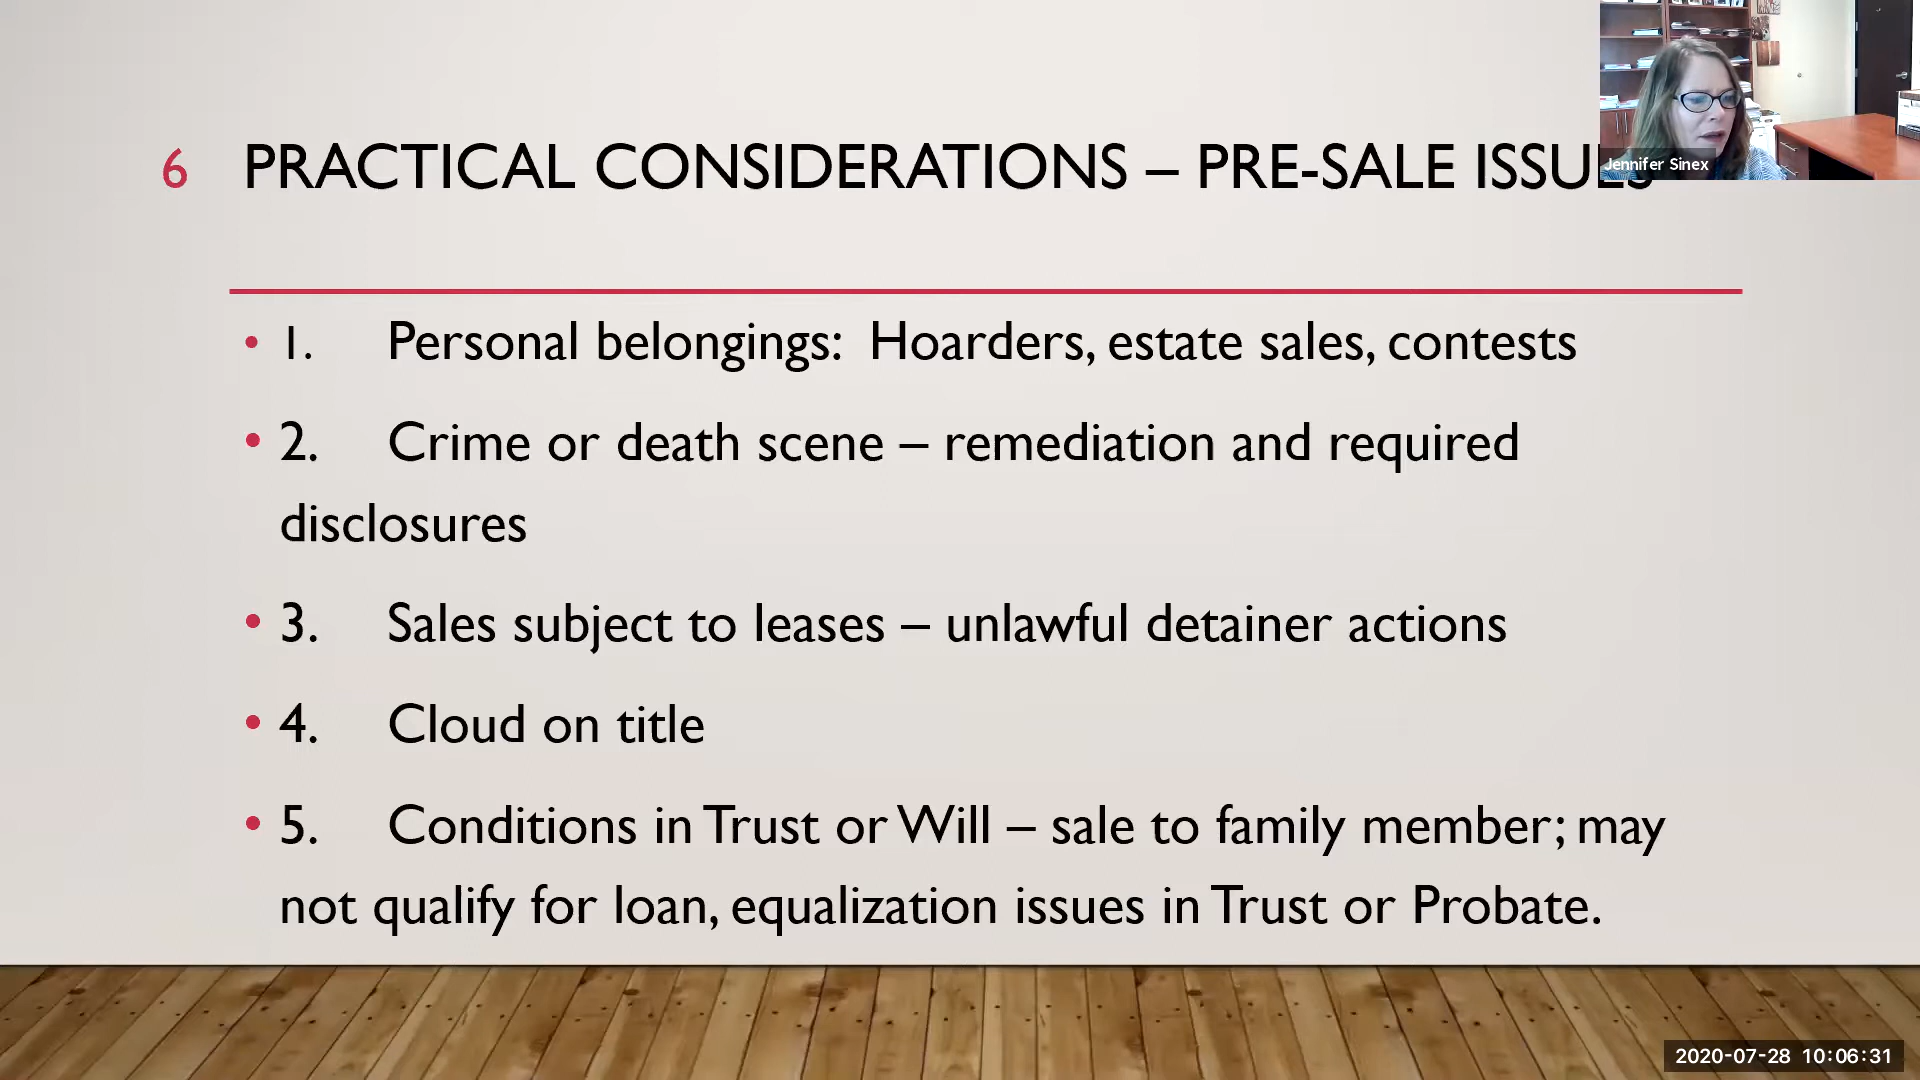 6 PRACTICAL CONSIDERATIONS – PRE-SALE ISSUES
Jennifer Sinex
• 1. Personal belongings: Hoarders, estate sales, contests
• 2. Crime or death scene – remediation and required
disclosures
• 3. Sales subject to leases – unlawful detainer actions
• 4. Cloud on title
• 5. Conditions in Trust or Will – sale to family member; may
not qualify for loan, equalization issues in Trust or Probate.
2020-07-28 10:06:31